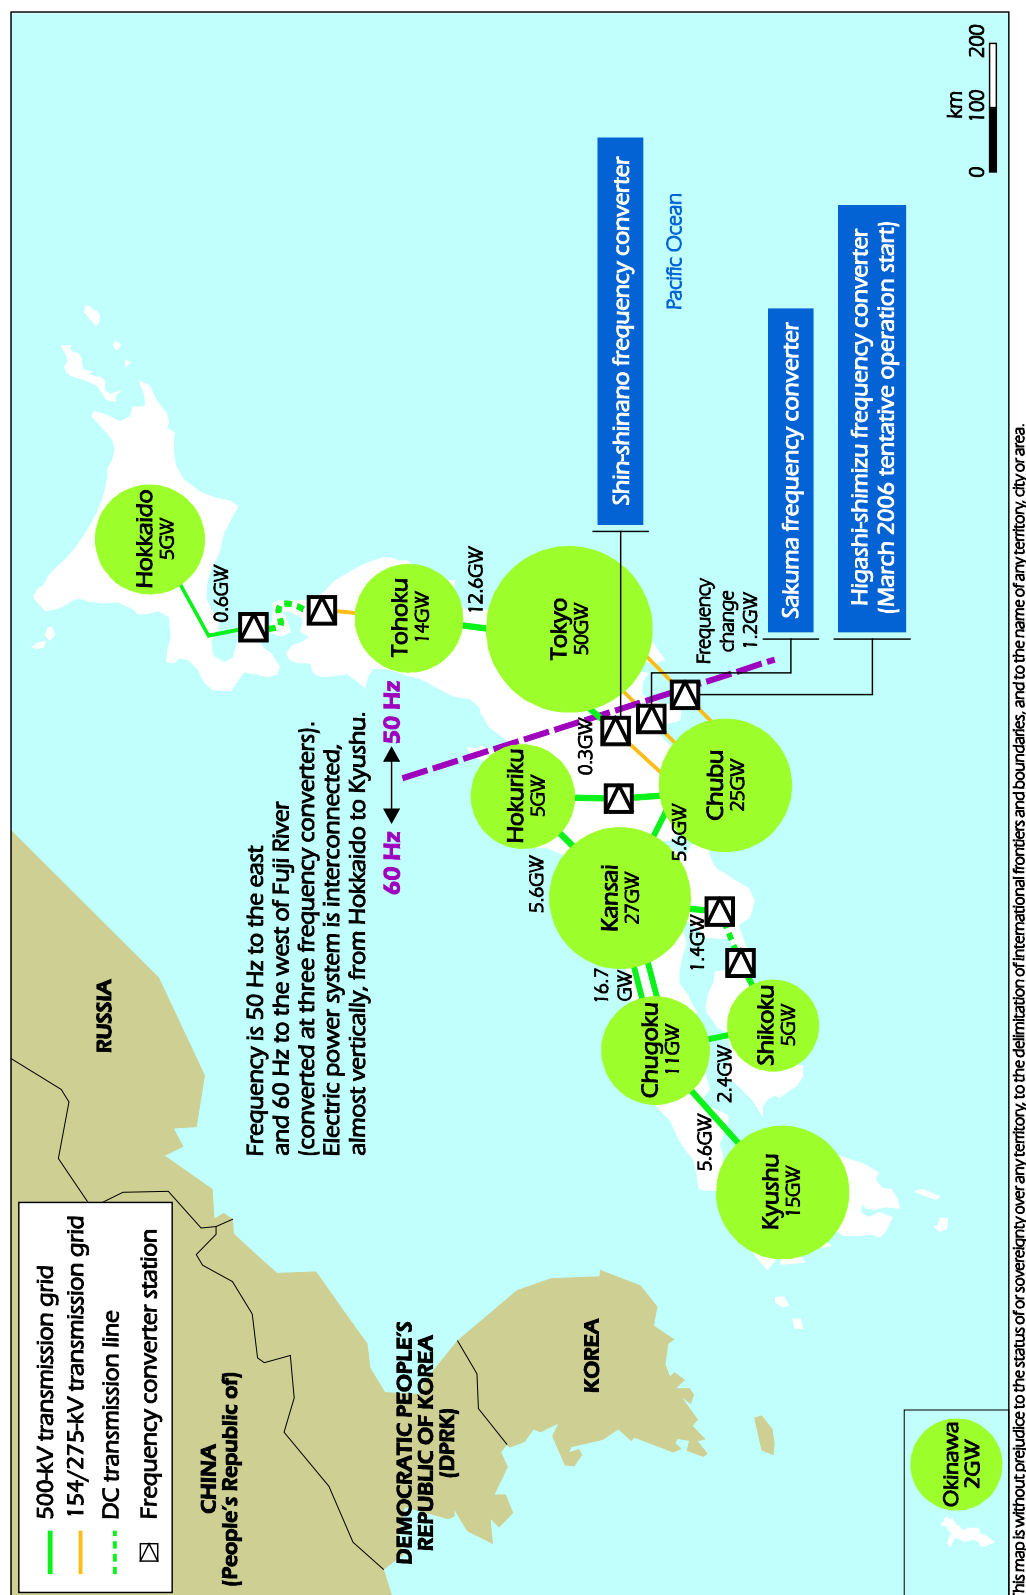 500-kV transmission grid
154/275-kV transmission grid
DC transmission line
Frequency converter station
RUSSIA
CHINA
(People's Republic of)
DEMOCRATIC PEOPLE'S
REPUBLIC OF KOREA
(DPRK)
KOREA
Frequency is 50 Hz to the east
and 60 Hz to the west of Fuji River
(converted at three frequency converters).
Electric power system is interconnected,
almost vertically, from Hokkaido to Kyushu.
60 Hz
50 Hz
Hokkaido
5GW
0.6GW
Tohoku
14GW
12.6GW
Tokyo
50GW
Hokuriku
5GW
0.3GW
5.6GW
Kansai
27GW
5.6GW
Chubu
25GW
Frequency
change
1.2GW
16.7
GW
1.4GW
Chugoku
11GW
2.4GW
Shikoku
5GW
5.6GW
Kyushu
15GW
Okinawa
2GW
Shin-shinano frequency converter
Pacific Ocean
Sakuma frequency converter
Higashi-shimizu frequency converter
(March 2006 tentative operation start)
km
0 100 200
This map is without prejudice to the status of or sovereignty over any territory, to the delimitation of international frontiers and boundaries, and to the name of any territory, city or area.